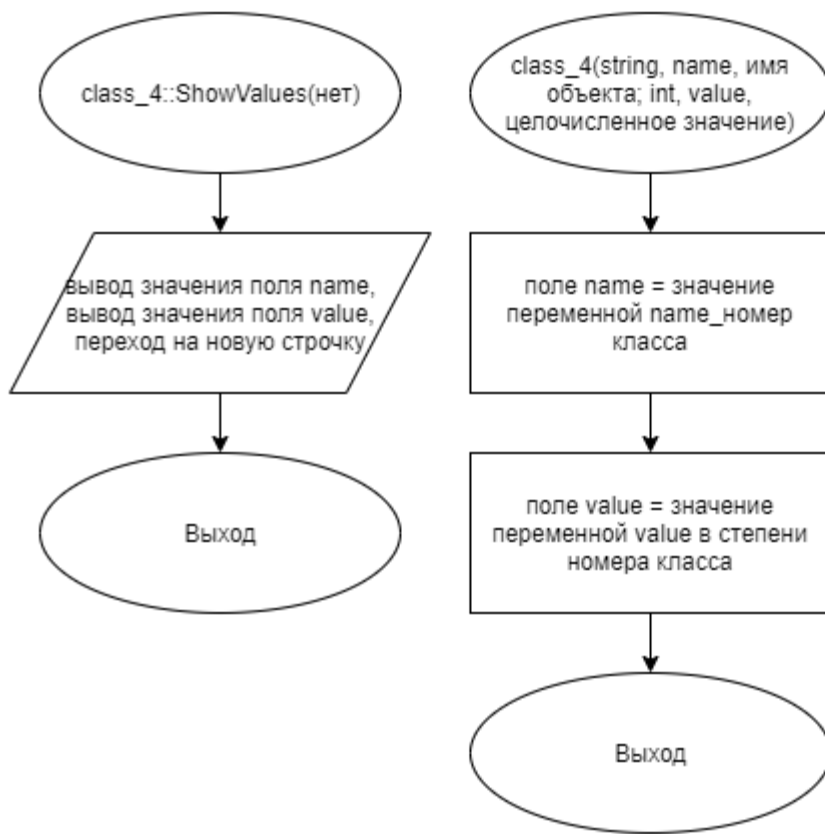 class_4::ShowValues(нет)
вывод значения поля name,
вывод значения поля value,
переход на новую строчку
Выход
class_4(string, name, имя
объекта; int, value,
целочисленное значение)
поле name = значение
переменной name_номер
класса
поле value = значение
переменной value в степени
номера класса
Выход